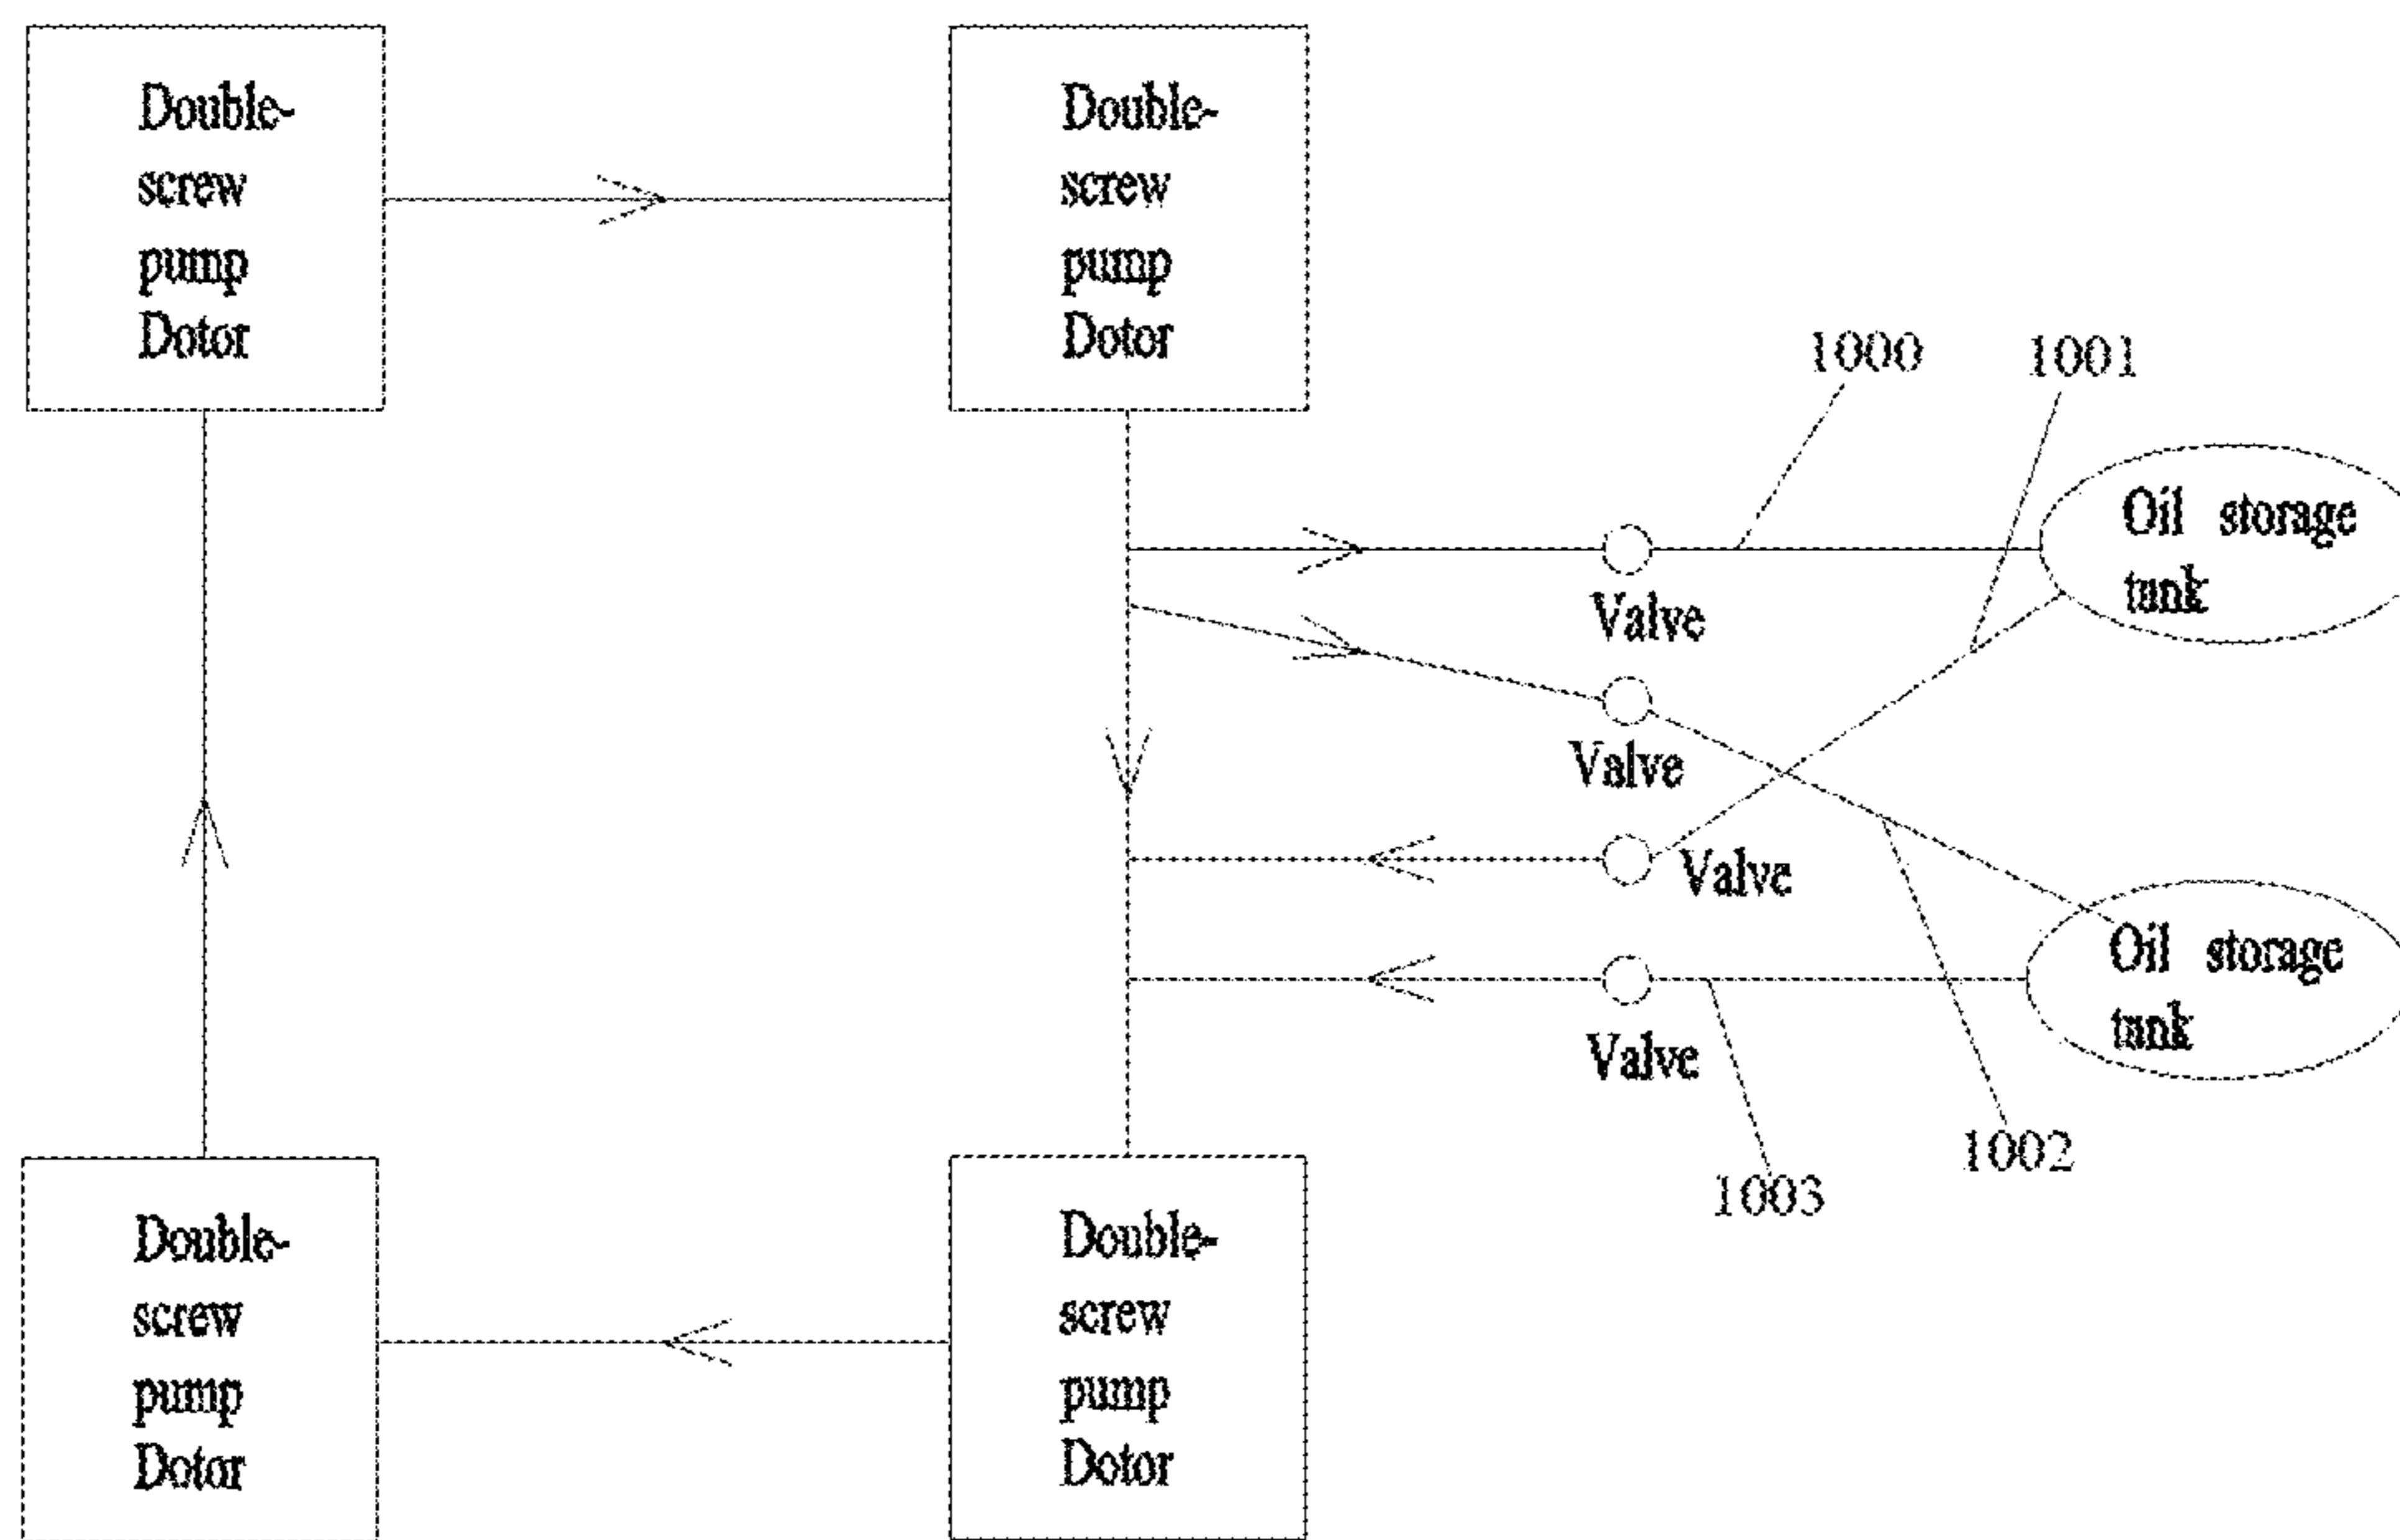 Double-
screw
pump
Dotor
Double-
screw
pump
Dotor
1000
1001
Oil storage
tank
Valve
Valve
Valve
Oil storage
tank
Valve
1002
1003
Double-
screw
pump
Dotor
Double-
screw
pump
Dotor